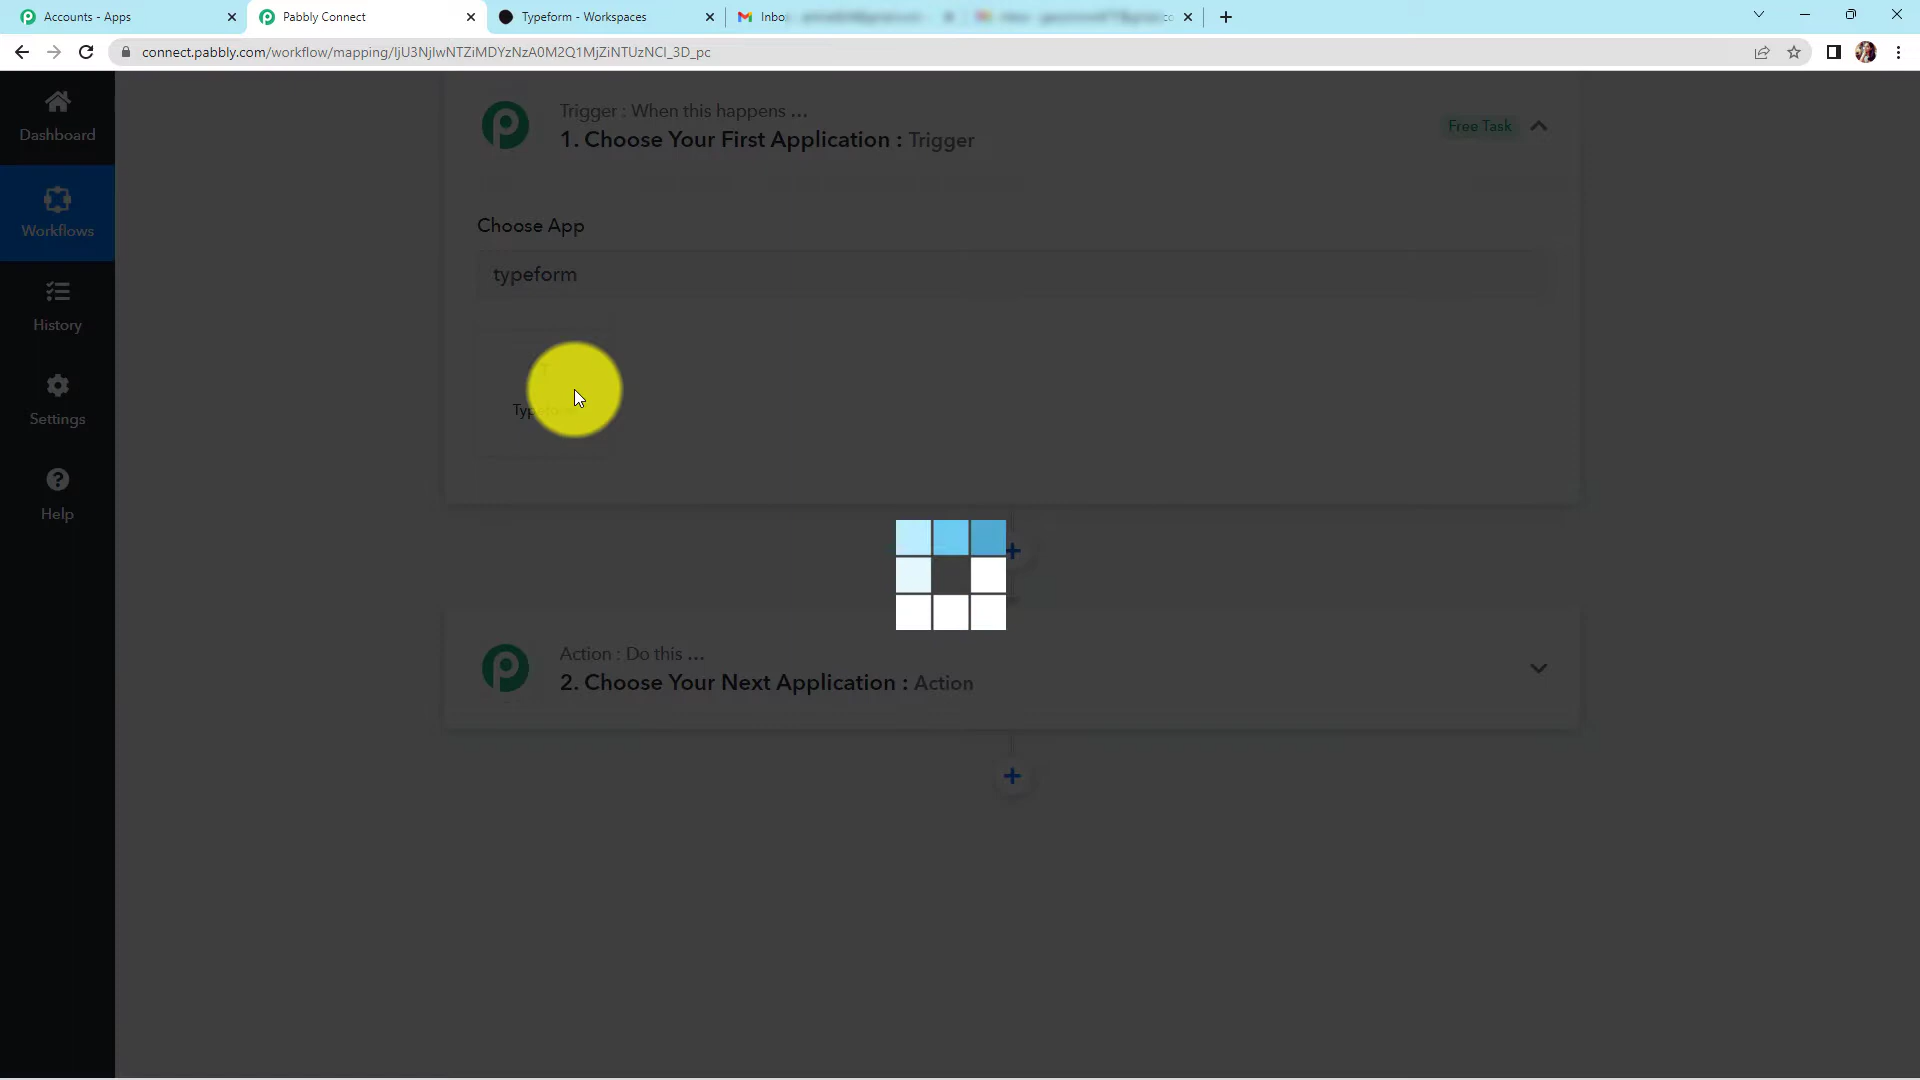 Accounts - Apps
Pabbly Connect
Typeform - Workspaces
connect.pabbly.com/workflow/mapping/IjU3NjIwNTZiMDYzNzA0M2Q1MjZiNTUzNCI_3D_pc
Dashboard
Workflows
History
Settings
Help
Trigger : When this happens ...
1. Choose Your First Application : Trigger
Free Task
Choose App
typeform
Action : Do this ...
2. Choose Your Next Application : Action